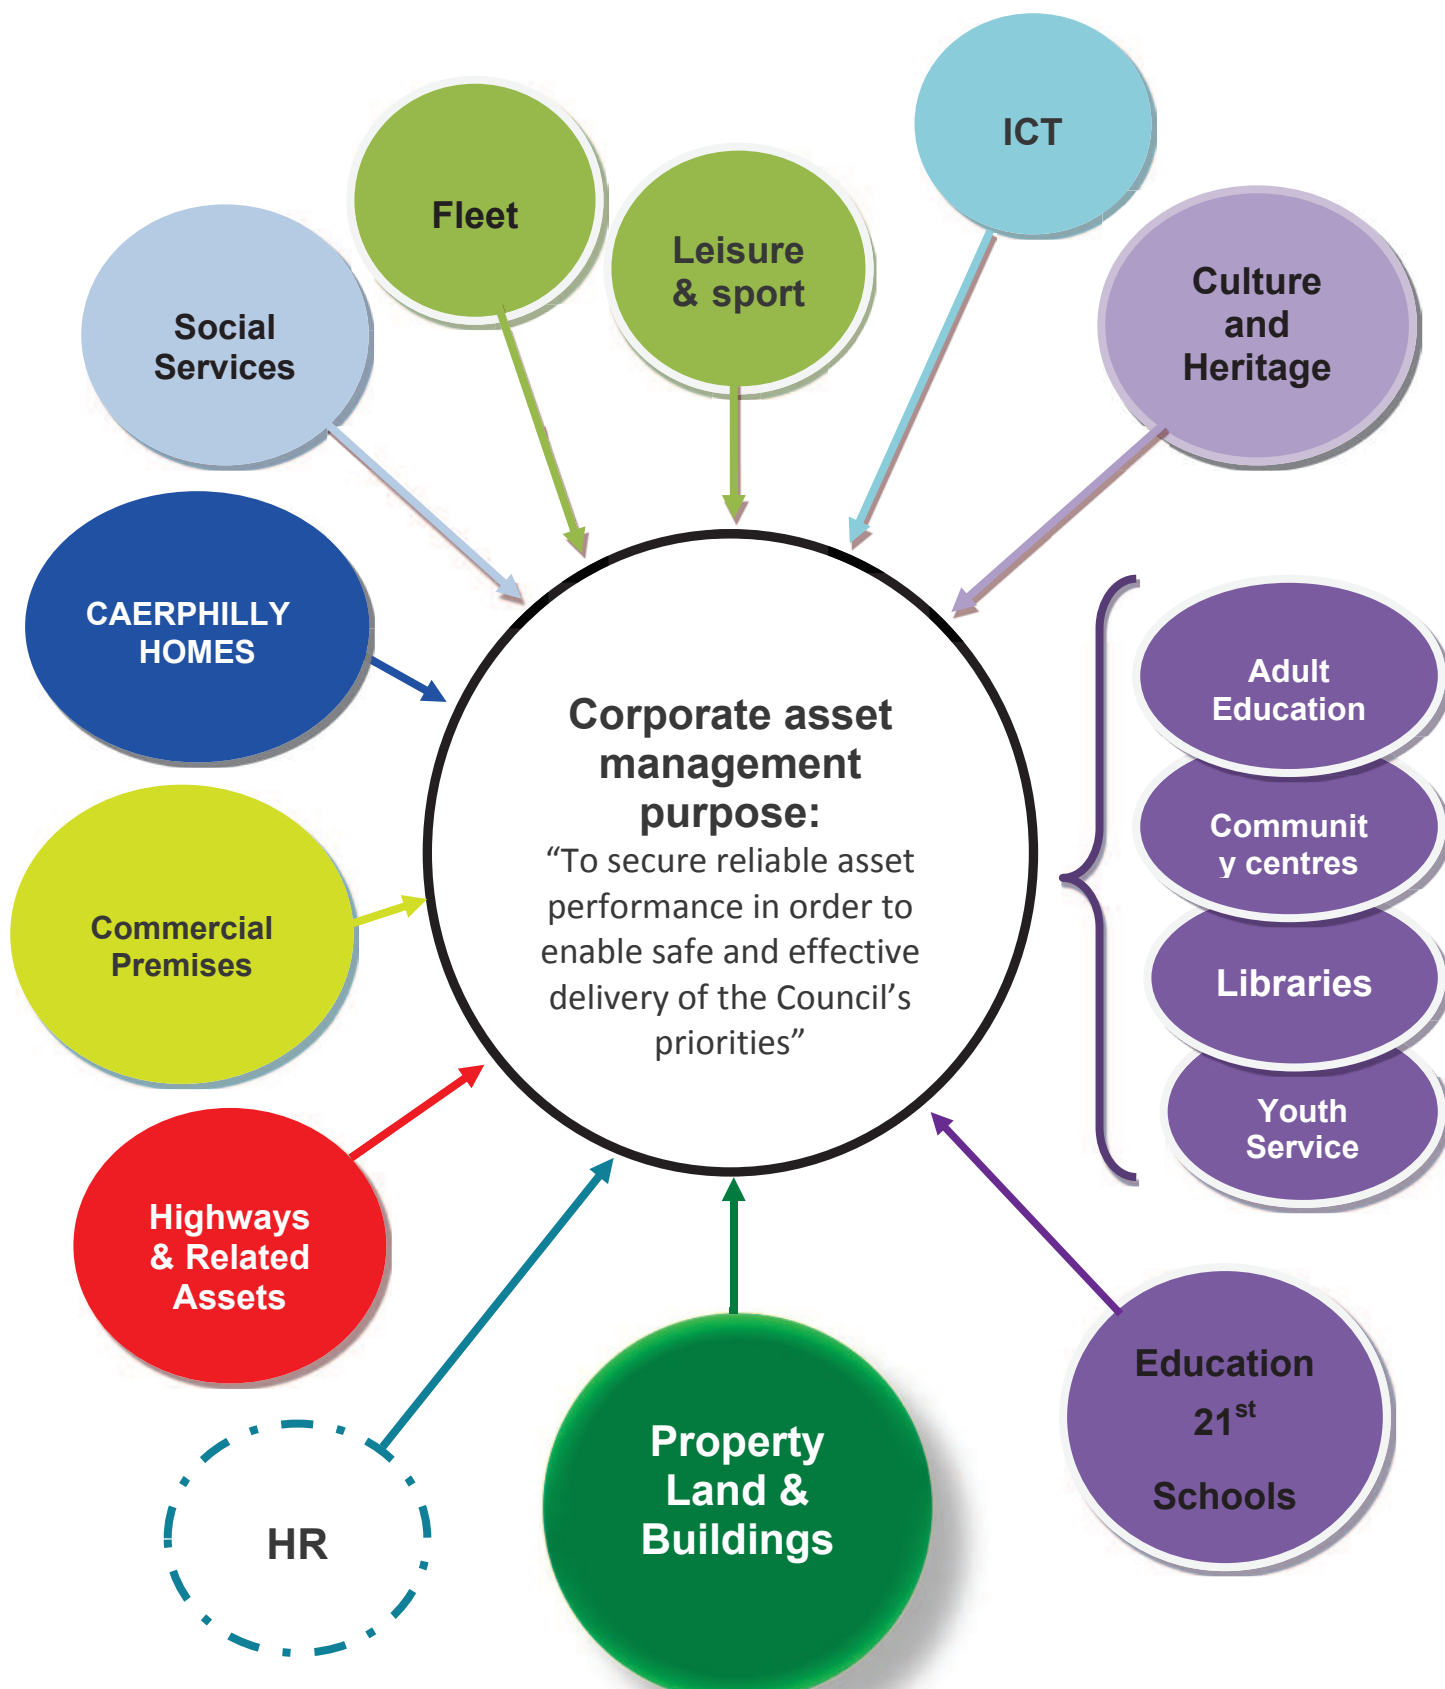 ICT
Fleet
Leisure
& sport
Culture
and
Heritage
Social
Services
CAERPHILLY
HOMES
Adult
Education
Corporate asset
management
purpose:
“To secure reliable asset
performance in order to
enable safe and effective
delivery of the Council’s
priorities”
Communit
y centres
Commercial
Premises
Libraries
Youth
Service
Highways
& Related
Assets
Education
21st
Schools
Property
Land &
Buildings
HR